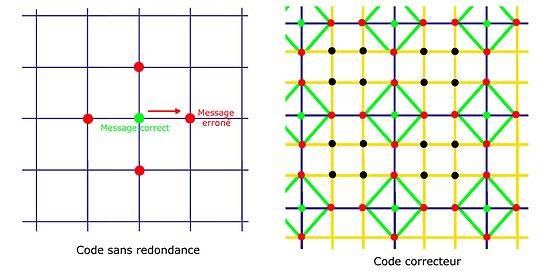 Message correct
Message
erroné
Code sans redondance
Code correcteur